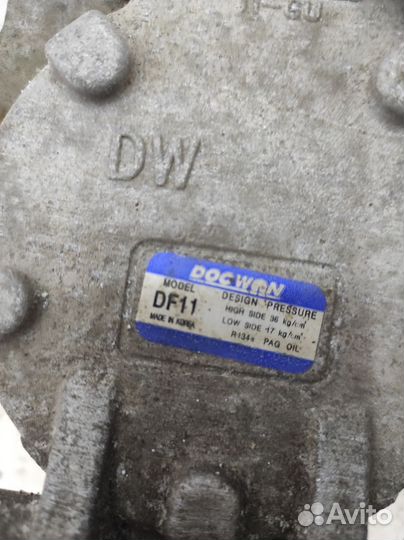 DW
DOCWON
MODEL
DF11
MADE IN KOREA
DESIGN PRESSURE
HIGH SIDE 36 kg/cm²
LOW SIDE 17 kg/cm²
R134a PAG OIL
Avito